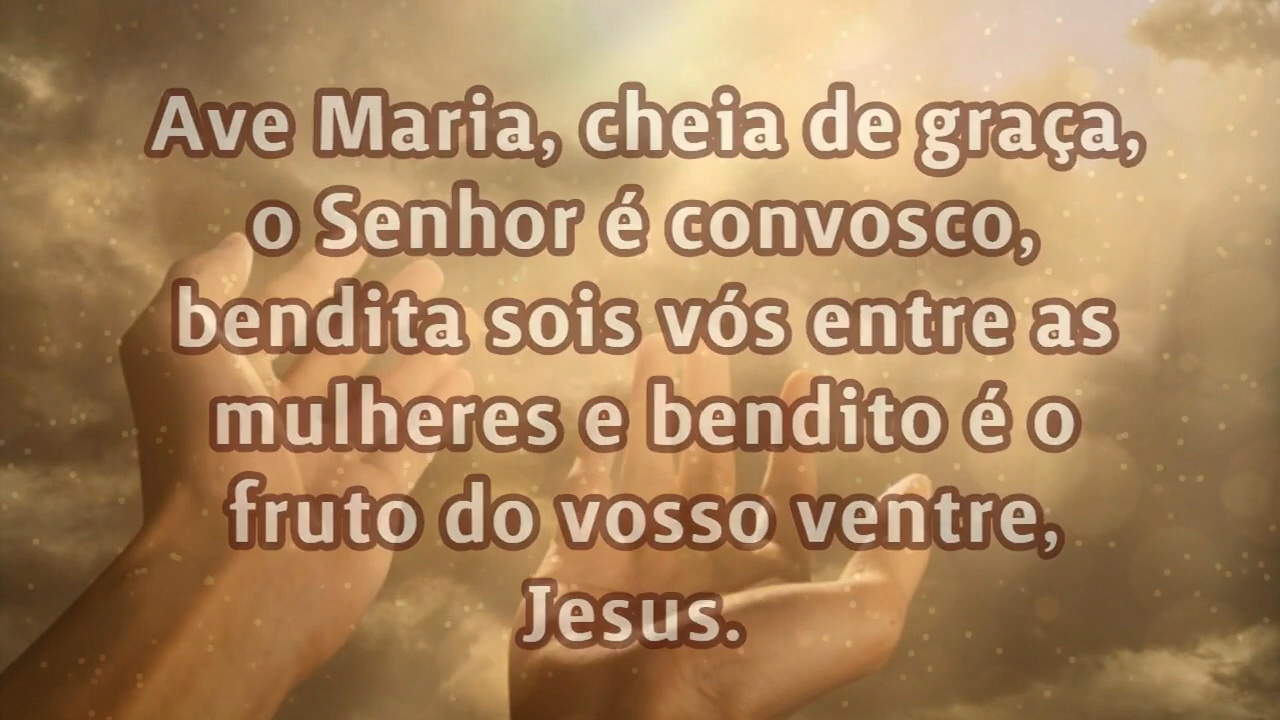 Ave Maria, cheia de graça,
o Senhor é convosco,
bendita sois vós entre as
mulheres e bendito é o
fruto do vosso ventre,
Jesus.